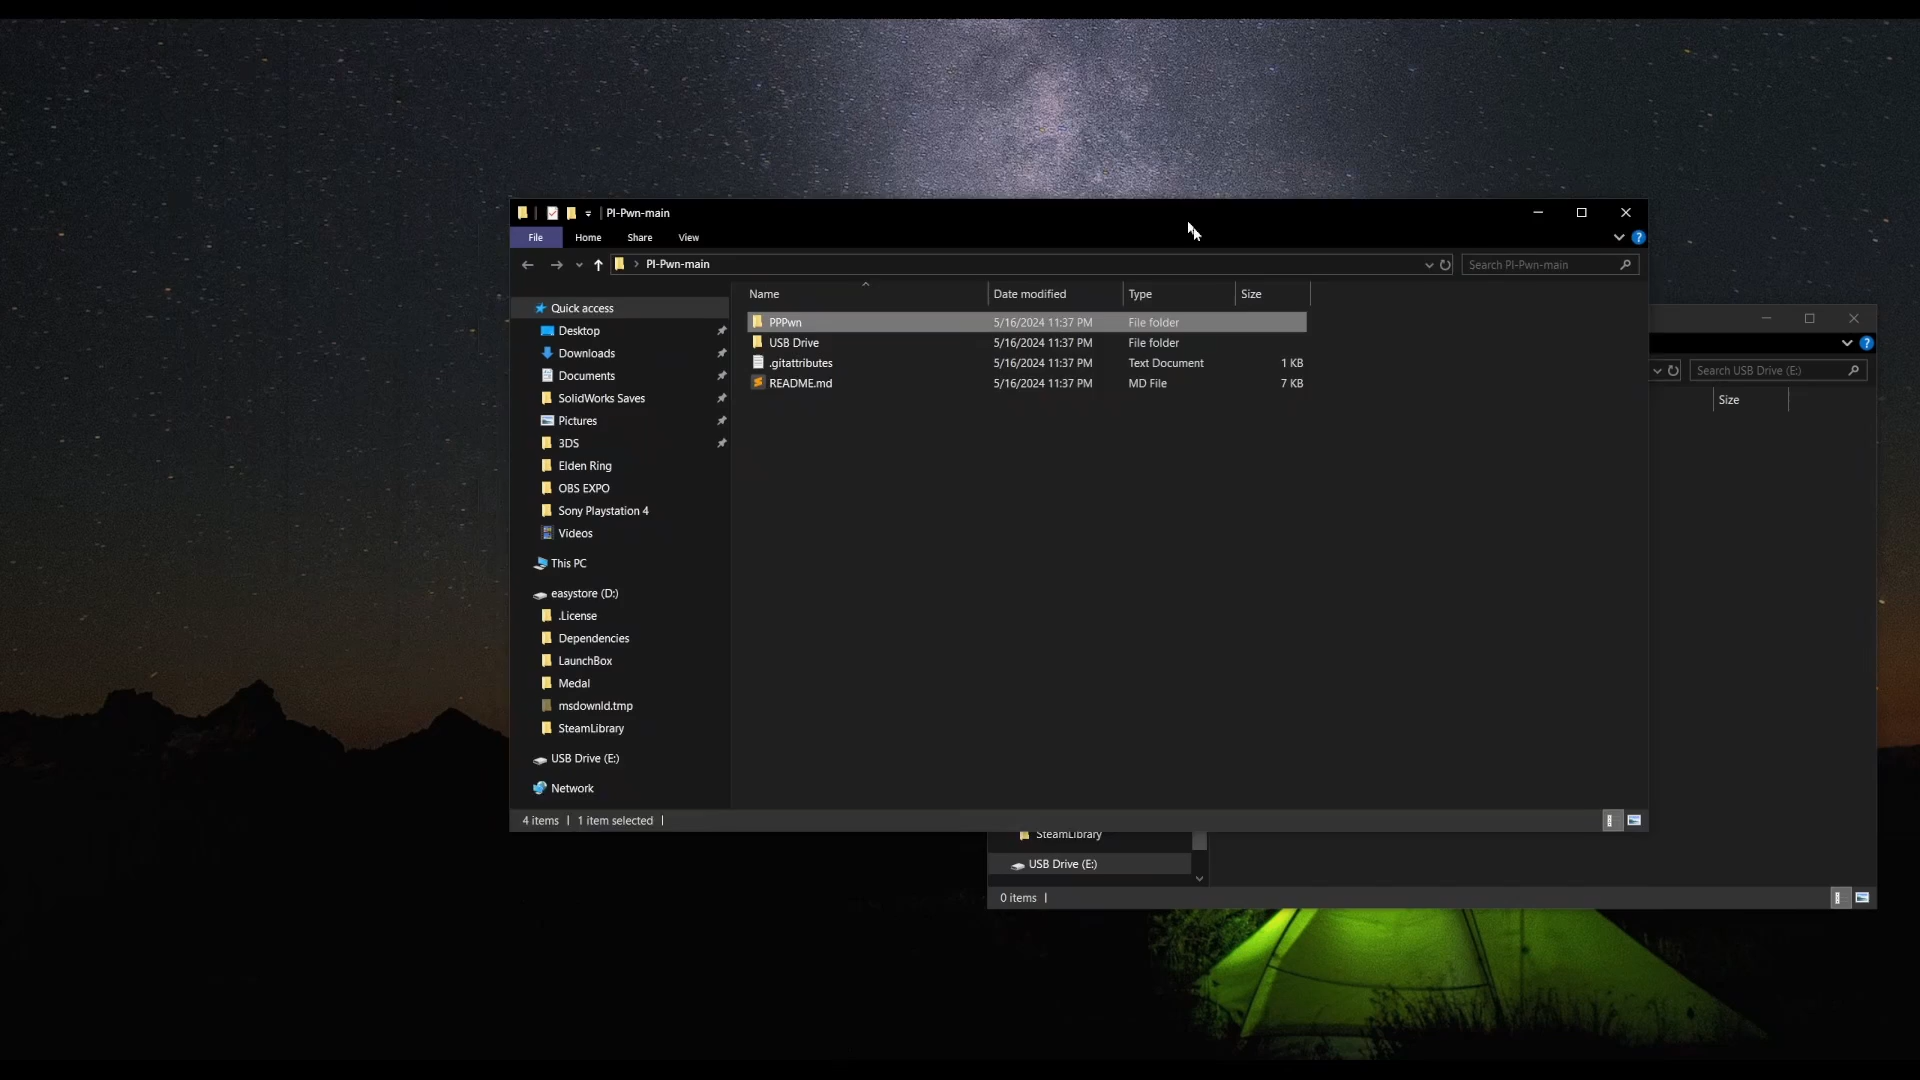 PI-Pwn-main
File Home Share View
PI-Pwn-main
Search PI-Pwn-main
Name Date modified Type Size
PPPwn 5/16/2024 11:37 PM File folder
USB Drive 5/16/2024 11:37 PM File folder
.gitattributes 5/16/2024 11:37 PM Text Document 1 KB
README.md 5/16/2024 11:37 PM MD File 7 KB
Quick access
Desktop
Downloads
Documents
SolidWorks Saves
Pictures
3DS
Elden Ring
OBS EXPO
Sony Playstation 4
Videos
This PC
easystore (D:)
.License
Dependencies
LaunchBox
Medal
msdownld.tmp
SteamLibrary
USB Drive (E:)
Network
4 items | 1 item selected |
Search USB Drive (E:)
Size
SteamLibrary
USB Drive (E:)
0 items |